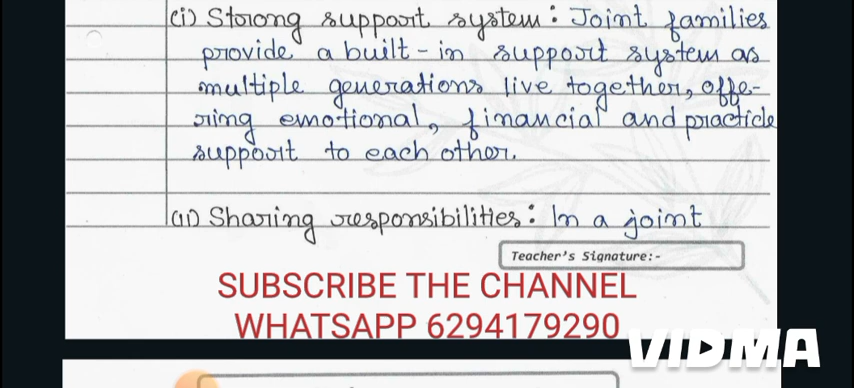 (i) Strong support system: Joint families
provide a built-in support system as
multiple generations live together, offe-
ring emotional, financial and practicle
support to each other.
(ii) Sharing responsibilities: In a joint
Teacher's Signature:-
SUBSCRIBE THE CHANNEL
WHATSAPP 6294179290
VIDMA